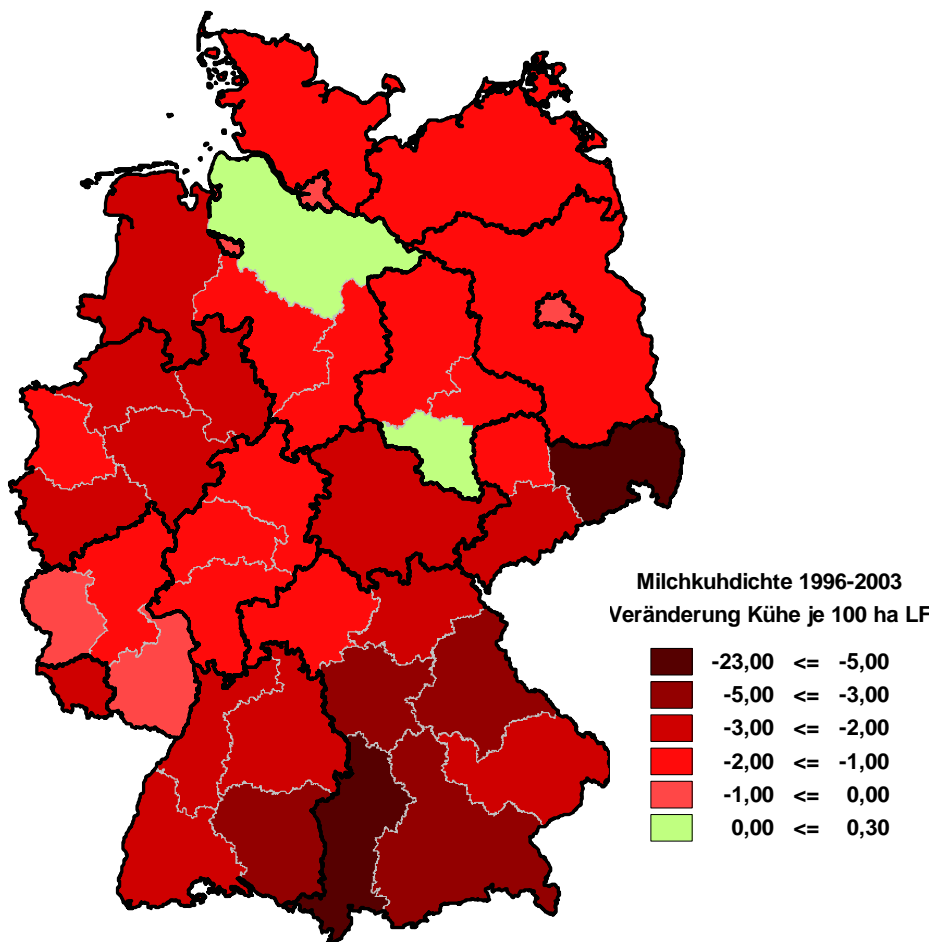 Milchkuhdichte 1996-2003
Veränderung Kühe je 100 ha LF
-23,00 <= -5,00
-5,00 <= -3,00
-3,00 <= -2,00
-2,00 <= -1,00
-1,00 <= 0,00
0,00 <= 0,30